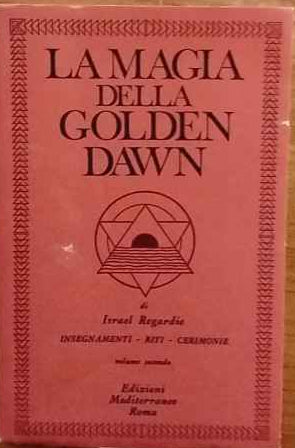 LA MAGIA
DELLA
GOLDEN
DAWN
di
Israel Regardie
INSEGNAMENTI - RITI - CERIMONIE
volume secondo
Edizioni
Mediterranee
Roma